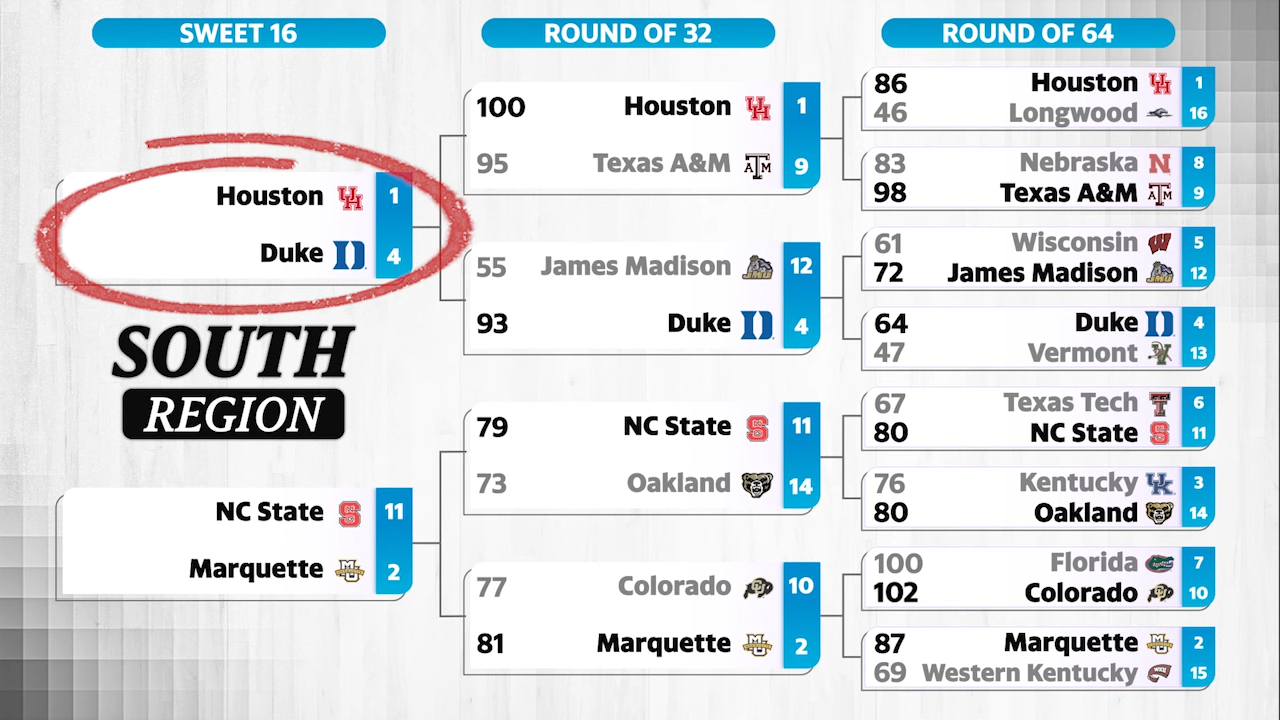 SWEET 16
ROUND OF 32
ROUND OF 64
Houston 1
Duke 4
SOUTH
REGION
NC State 11
Marquette 2
100 Houston 1
95 Texas A&M 9
55 James Madison 12
93 Duke 4
79 NC State 11
73 Oakland 14
77 Colorado 10
81 Marquette 2
86 Houston 1
46 Longwood 16
83 Nebraska 8
98 Texas A&M 9
61 Wisconsin 5
72 James Madison 12
64 Duke 4
47 Vermont 13
67 Texas Tech 6
80 NC State 11
76 Kentucky 3
80 Oakland 14
100 Florida 7
102 Colorado 10
87 Marquette 2
69 Western Kentucky 15